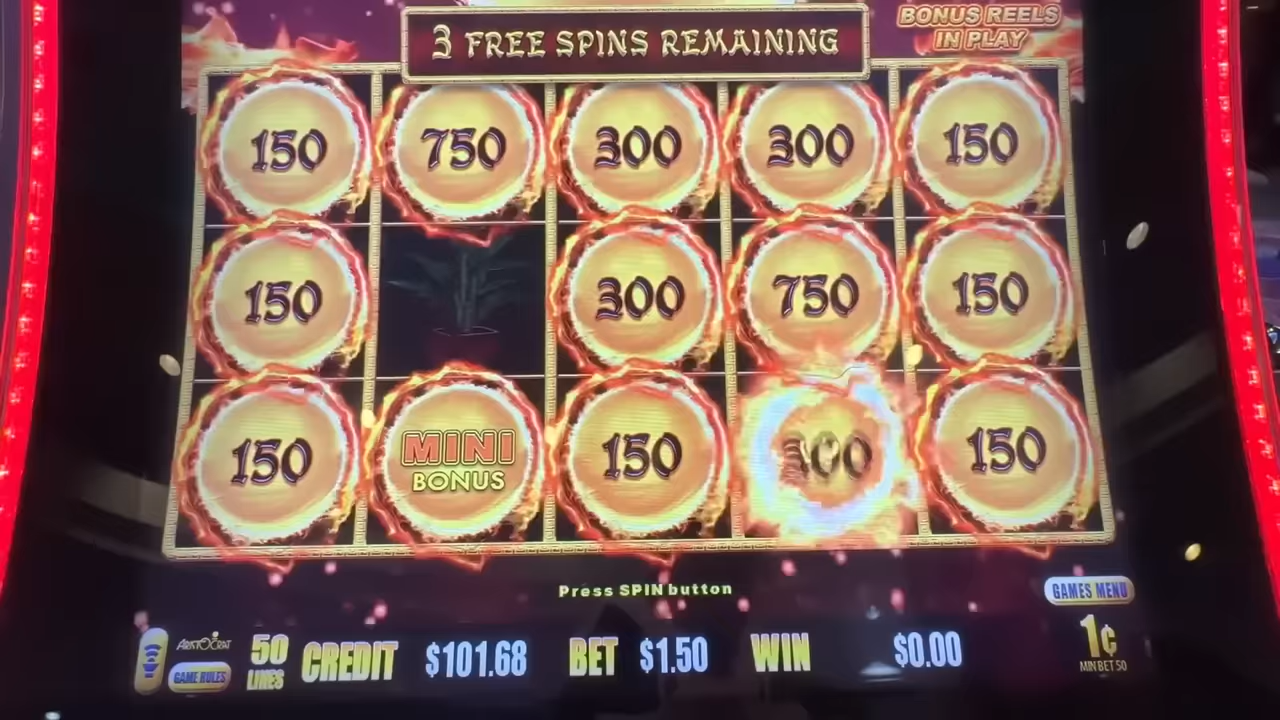 3 FREE SPINS REMAINING
BONUS REELS
IN PLAY
150 750 300 300 150
150 300 750 150
150 MINI BONUS 150 300 150
Press SPIN button
GAMES MENU
ARISTOCRAT
GAME RULES
50 LINES
CREDIT $101.68 BET $1.50 WIN $0.00
1¢
MIN BET 50